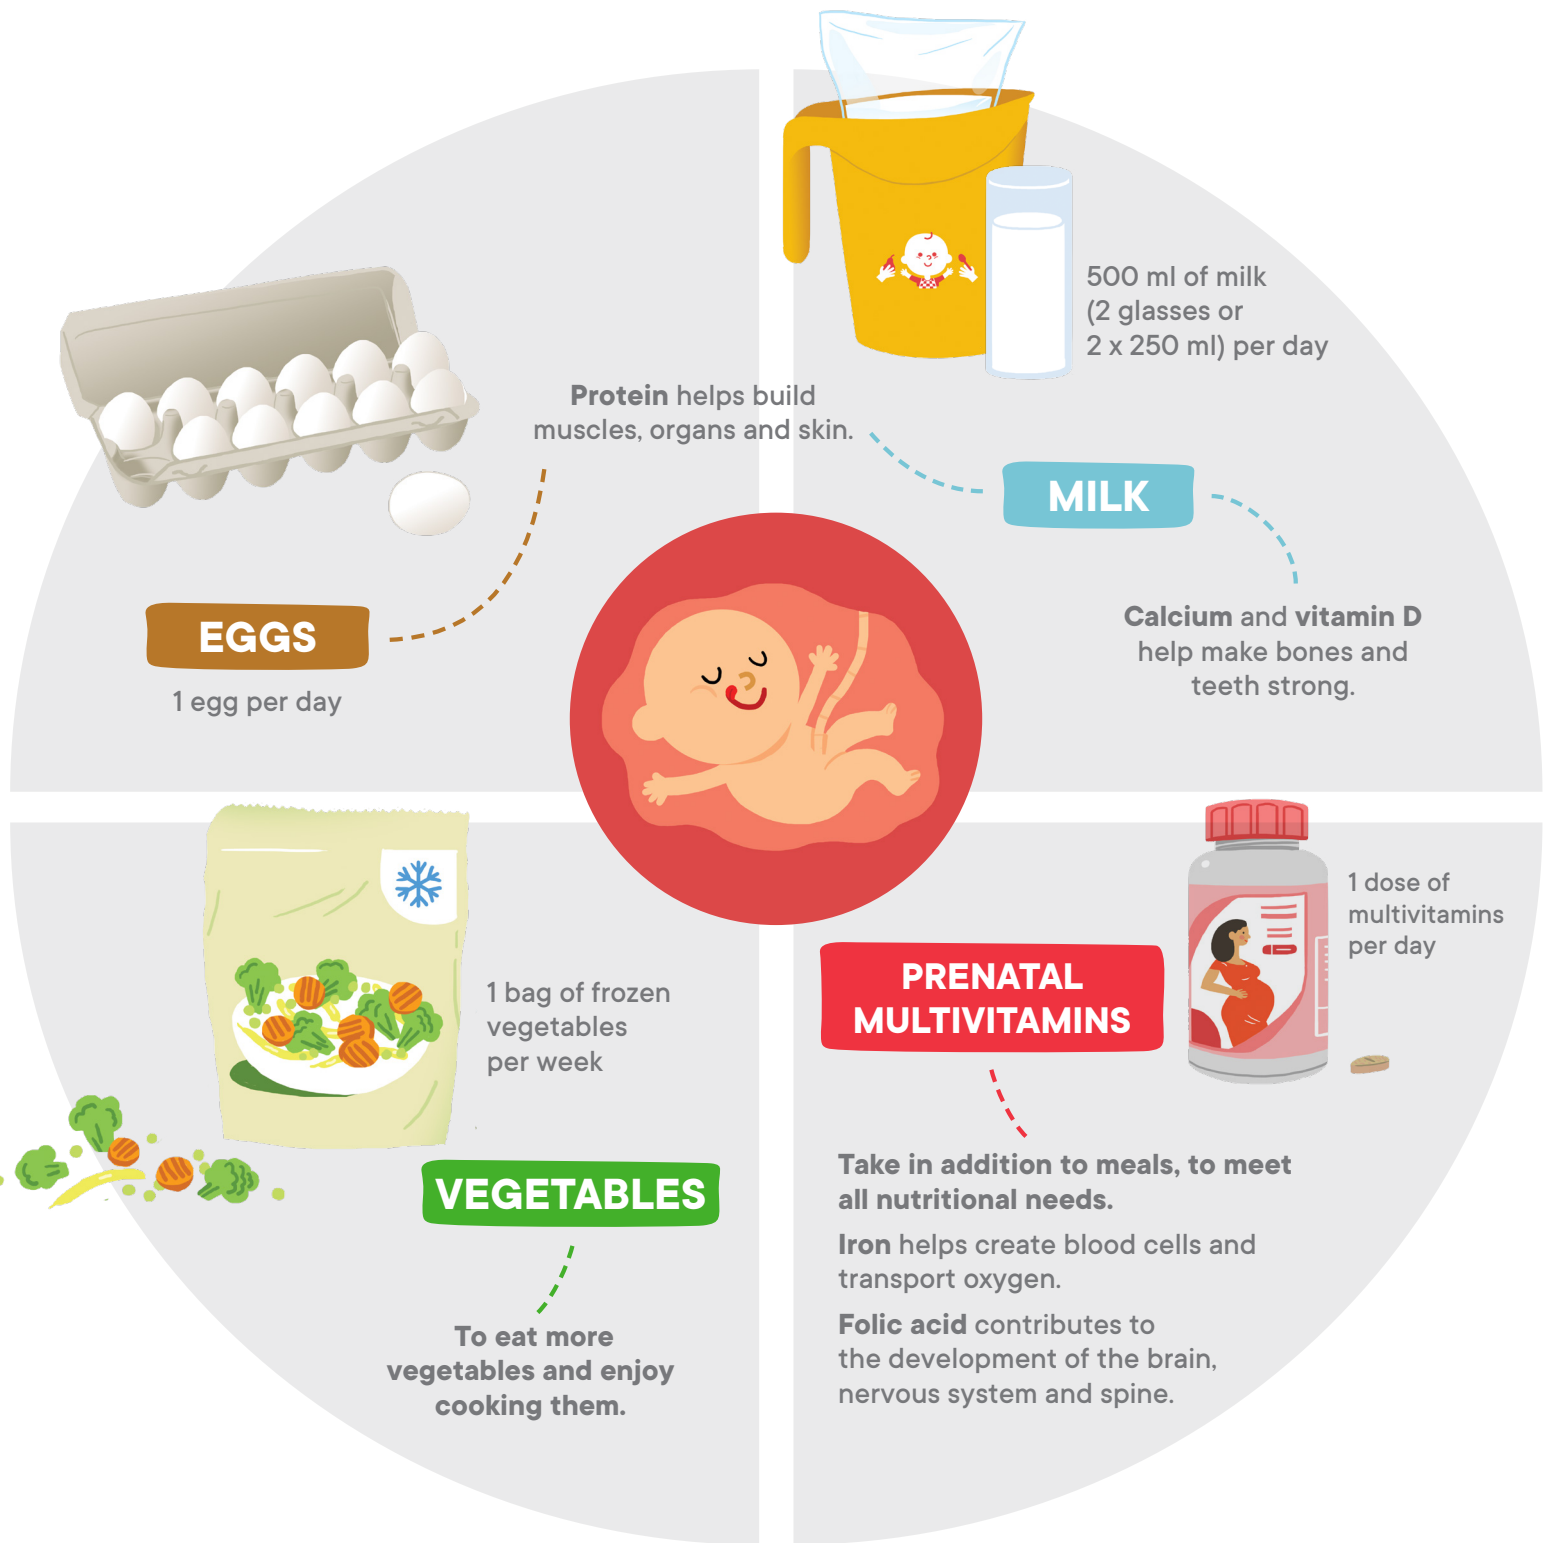 500 ml of milk
(2 glasses or
2 x 250 ml) per day
Protein helps build
muscles, organs and skin.
MILK
Calcium and vitamin D
help make bones and
teeth strong.
EGGS
1 egg per day
1 bag of frozen
vegetables
per week
VEGETABLES
To eat more
vegetables and enjoy
cooking them.
1 dose of
multivitamins
per day
PRENATAL
MULTIVITAMINS
Take in addition to meals, to meet
all nutritional needs.
Iron helps create blood cells and
transport oxygen.
Folic acid contributes to
the development of the brain,
nervous system and spine.